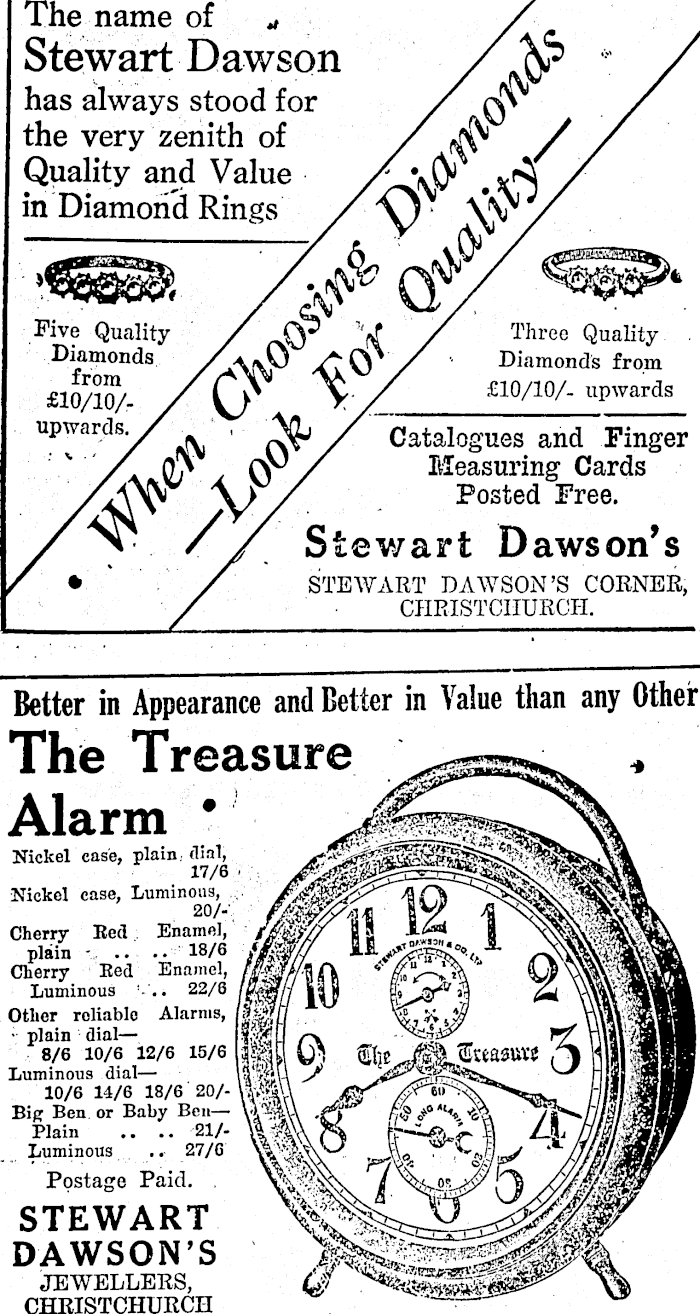 The name of
Stewart Dawson
has always stood for
the very zenith of
Quality and Value
in Diamond Rings
When Choosing Diamonds
—Look For Quality—
Five Quality
Diamonds
from
£10/10/-
upwards.
Three Quality
Diamonds from
£10/10/- upwards
Catalogues and Finger
Measuring Cards
Posted Free.
Stewart Dawson's
STEWART DAWSON'S CORNER,
CHRISTCHURCH.
Better in Appearance and Better in Value than any Other
The Treasure
Alarm
Nickel case, plain dial,
17/6
Nickel case, Luminous,
20/-
Cherry Red Enamel,
plain .. .. 18/6
Cherry Red Enamel,
Luminous .. 22/6
Other reliable Alarms,
plain dial—
8/6 10/6 12/6 15/6
Luminous dial—
10/6 14/6 18/6 20/-
Big Ben or Baby Ben—
Plain .. .. 21/-
Luminous .. 27/6
Postage Paid.
STEWART
DAWSON'S
JEWELLERS,
CHRISTCHURCH
12
11 1
10 2
9 3
8 4
7 5
6
STEWART DAWSON & CO. LTD
The Treasure
60
LONG ALARM
50 10
40 20
30